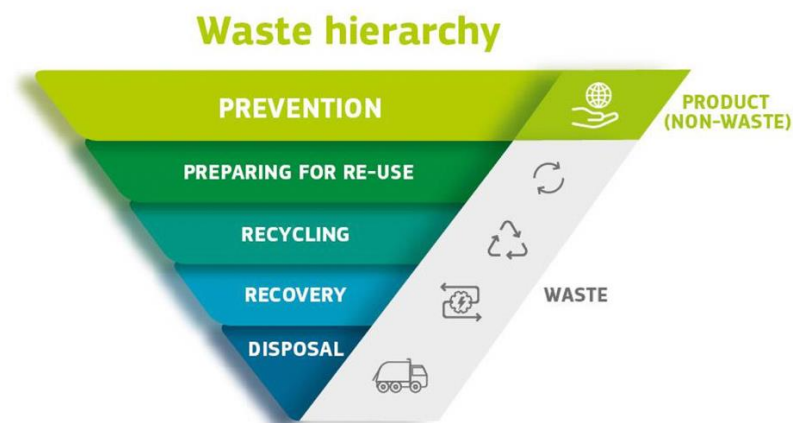 Waste hierarchy
PREVENTION
PRODUCT
(NON-WASTE)
PREPARING FOR RE-USE
RECYCLING
RECOVERY
WASTE
DISPOSAL